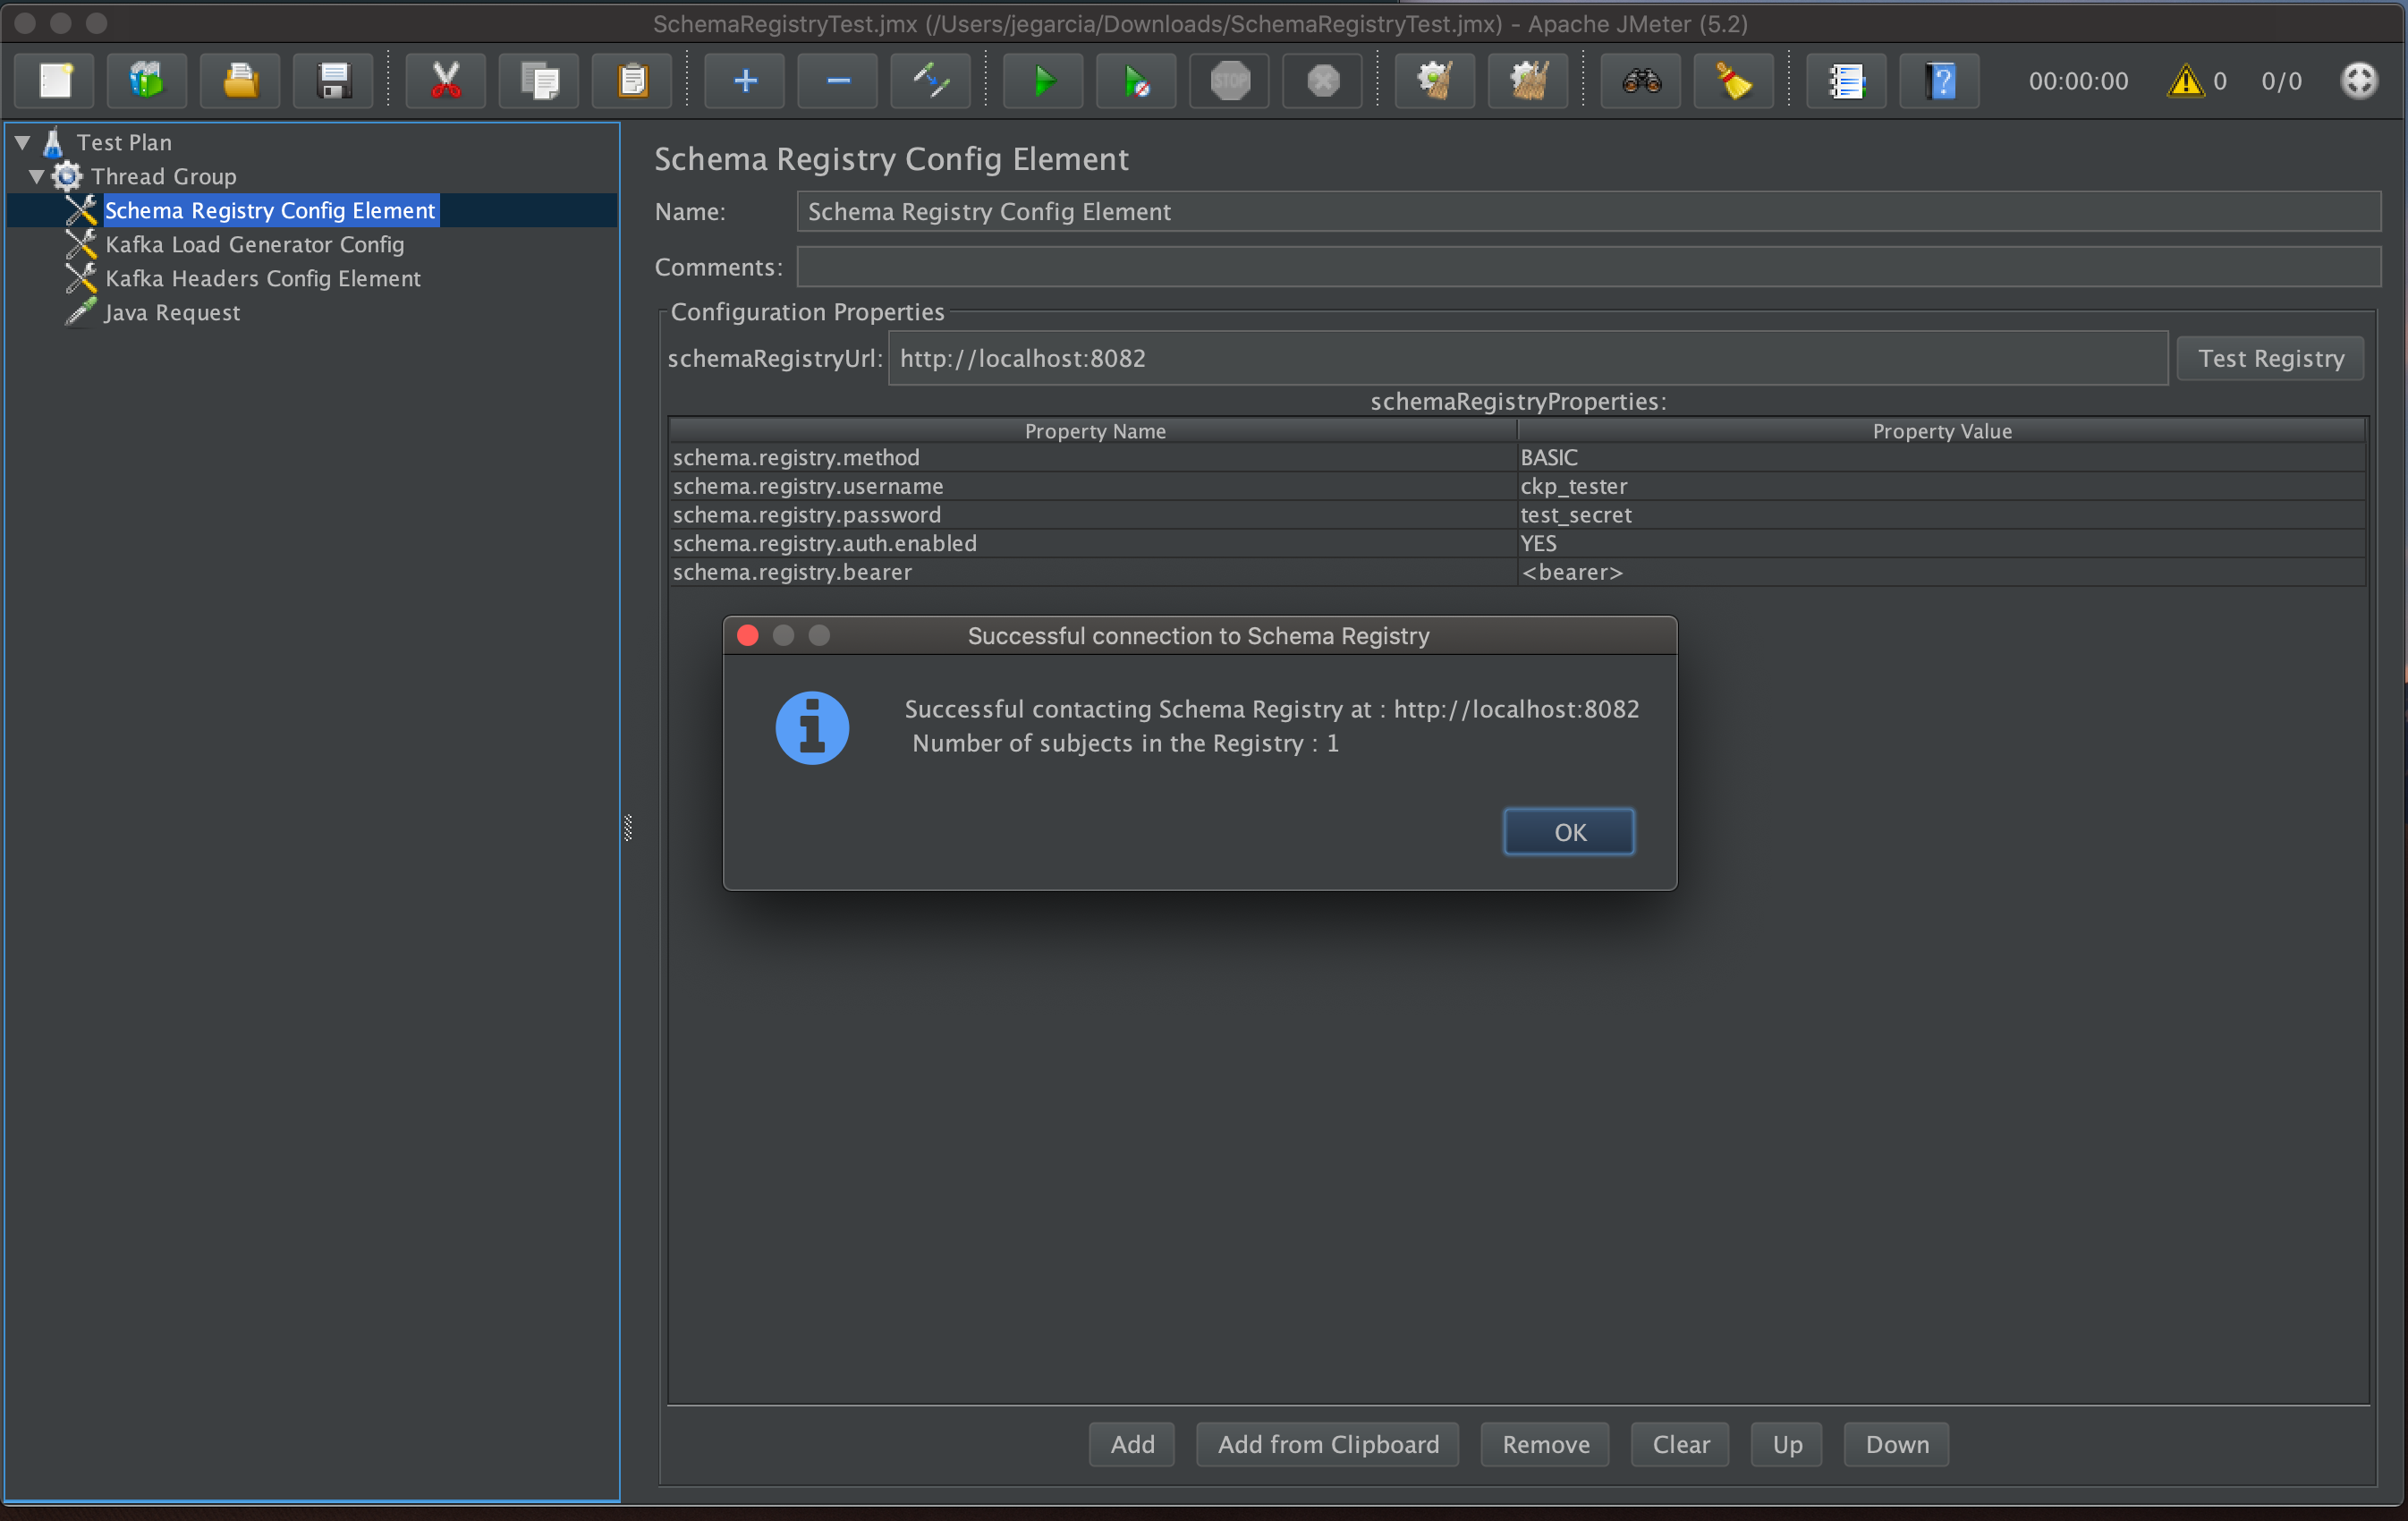 SchemaRegistryTest.jmx (/Users/jegarcia/Downloads/SchemaRegistryTest.jmx) - Apache JMeter (5.2)
STOP
00:00:00
0
0/0
Test Plan
Thread Group
Schema Registry Config Element
Kafka Load Generator Config
Kafka Headers Config Element
Java Request
Schema Registry Config Element
Name: Schema Registry Config Element
Comments:
Configuration Properties
schemaRegistryUrl: http://localhost:8082 Test Registry
schemaRegistryProperties:
Property Name Property Value
schema.registry.method BASIC
schema.registry.username ckp_tester
schema.registry.password test_secret
schema.registry.auth.enabled YES
schema.registry.bearer <bearer>
Successful connection to Schema Registry
Successful contacting Schema Registry at : http://localhost:8082
Number of subjects in the Registry : 1
OK
Add Add from Clipboard Remove Clear Up Down